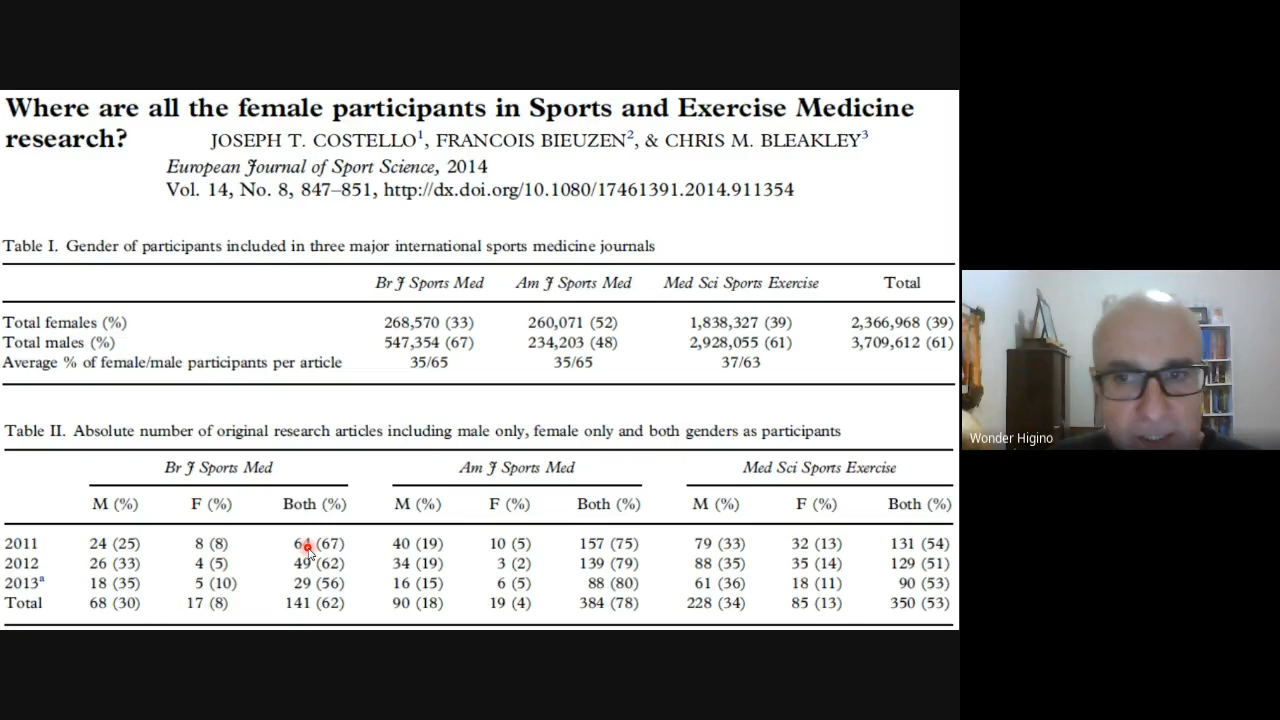 Where are all the female participants in Sports and Exercise Medicine
research?
JOSEPH T. COSTELLO1, FRANCOIS BIEUZEN2, & CHRIS M. BLEAKLEY3
European Journal of Sport Science, 2014
Vol. 14, No. 8, 847–851, http://dx.doi.org/10.1080/17461391.2014.911354
Table I. Gender of participants included in three major international sports medicine journals
Br J Sports Med Am J Sports Med Med Sci Sports Exercise Total
Total females (%) 268,570 (33) 260,071 (52) 1,838,327 (39) 2,366,968 (39)
Total males (%) 547,354 (67) 234,203 (48) 2,928,055 (61) 3,709,612 (61)
Average % of female/male participants per article 35/65 35/65 37/63
Table II. Absolute number of original research articles including male only, female only and both genders as participants
Br J Sports Med Am J Sports Med Med Sci Sports Exercise
M (%) F (%) Both (%) M (%) F (%) Both (%) M (%) F (%) Both (%)
2011 24 (25) 8 (8) (67) 40 (19) 10 (5) 157 (75) 79 (33) 32 (13) 131 (54)
2012 26 (33) 4 (5) 49 (62) 34 (19) 3 (2) 139 (79) 88 (35) 35 (14) 129 (51)
2013a 18 (35) 5 (10) 29 (56) 16 (15) 6 (5) 88 (80) 61 (36) 18 (11) 90 (53)
Total 68 (30) 17 (8) 141 (62) 90 (18) 19 (4) 384 (78) 228 (34) 85 (13) 350 (53)
Wonder Higino